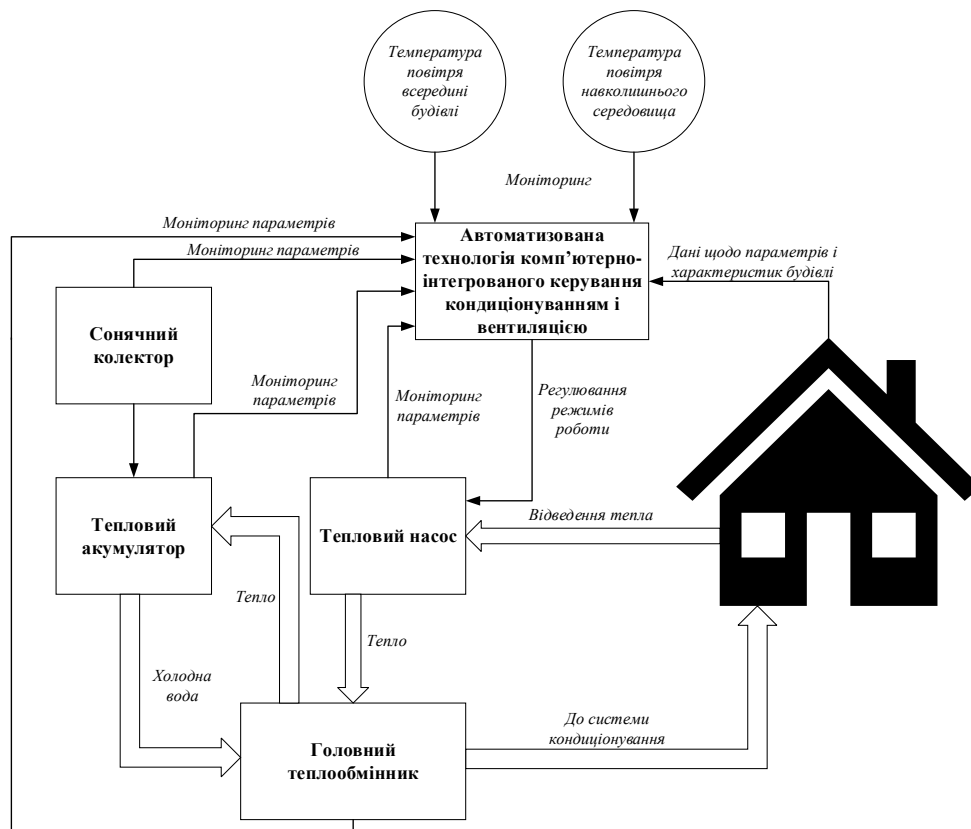 Температура
повітря
всередині
будівлі
Температура
повітря
навколишнього
середовища
Моніторинг
Моніторинг параметрів
Моніторинг параметрів
Автоматизована
технологія комп’ютерно-
інтегрованого керування
кондиціонуванням і
вентиляцією
Дані щодо параметрів і
характеристик будівлі
Сонячний
колектор
Моніторинг
параметрів
Моніторинг
параметрів
Регулювання
режимів
роботи
Тепловий
акумулятор
Тепловий насос
Відведення тепла
Тепло
Тепло
Холодна
вода
Головний
теплообмінник
До системи
кондиціонування